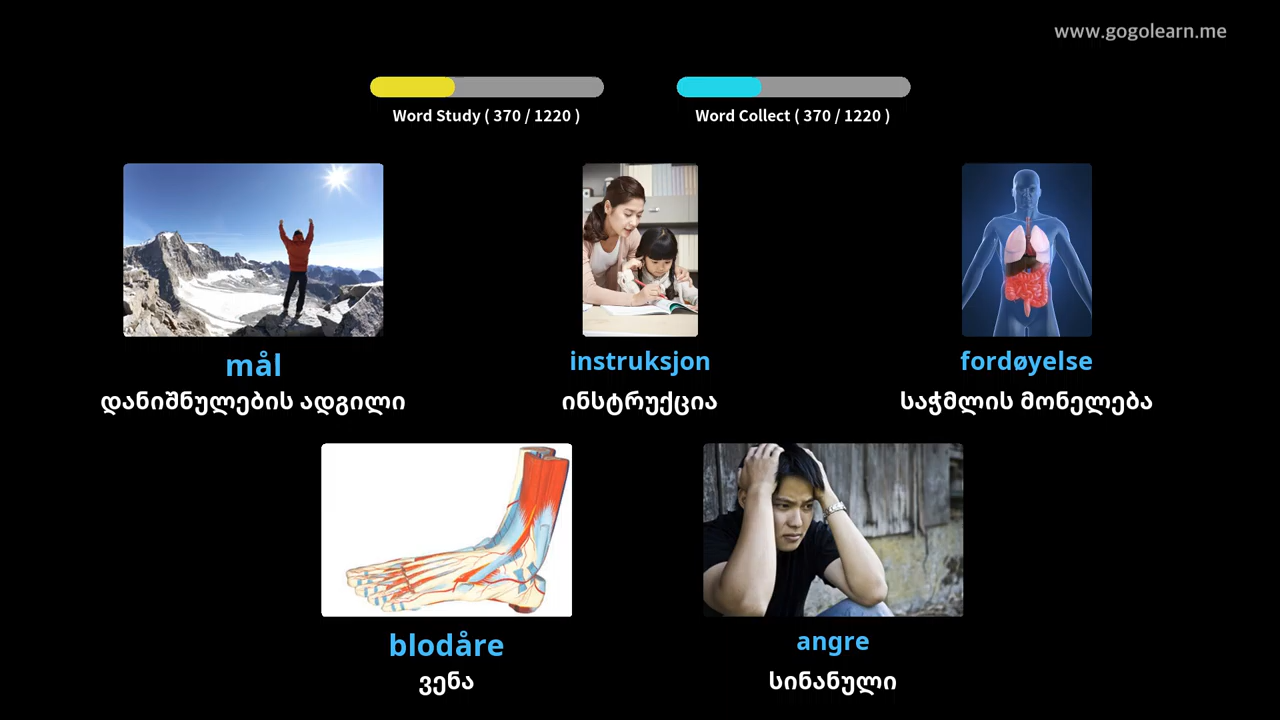 www.gogolearn.me
Word Study ( 370 / 1220 )
Word Collect ( 370 / 1220 )
mål
instruksjon
fordøyelse
დანიშნულების ადგილი
ინსტრუქცია
საჭმლის მონელება
blodåre
angre
ვენა
სინანული